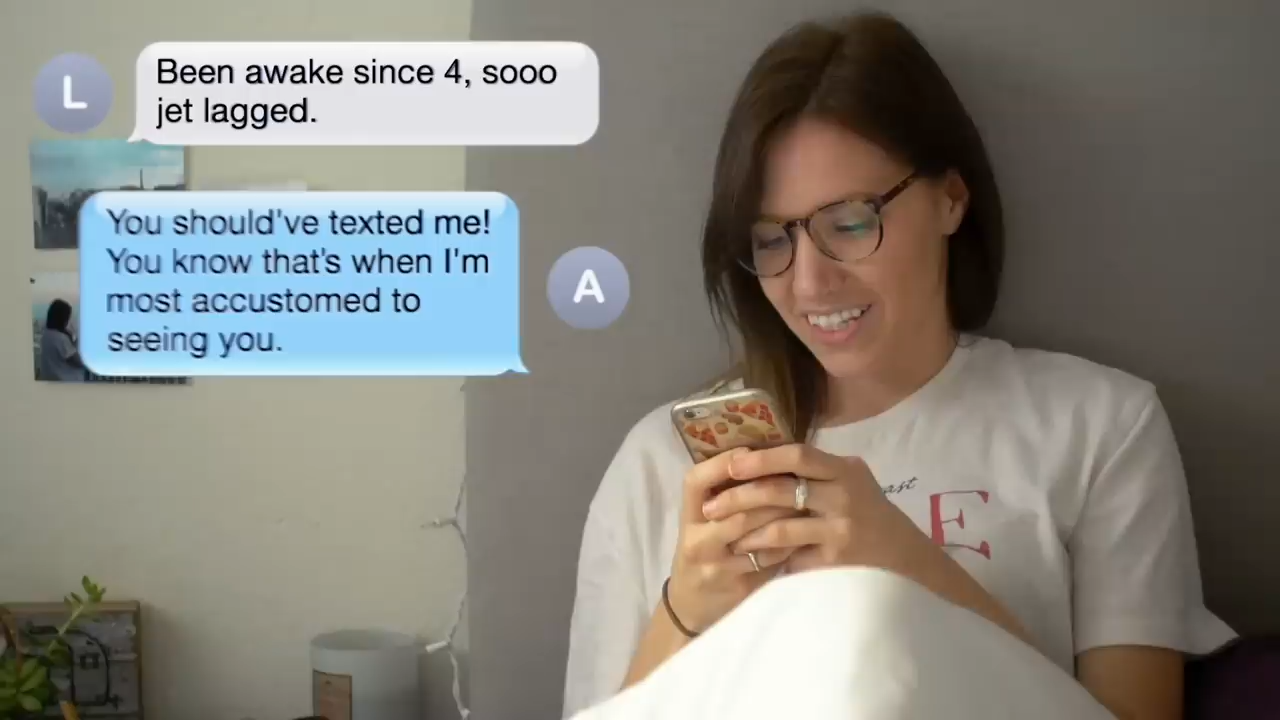 L
Been awake since 4, sooo
jet lagged.
You should've texted me!
You know that's when I'm
most accustomed to
seeing you.
A
E